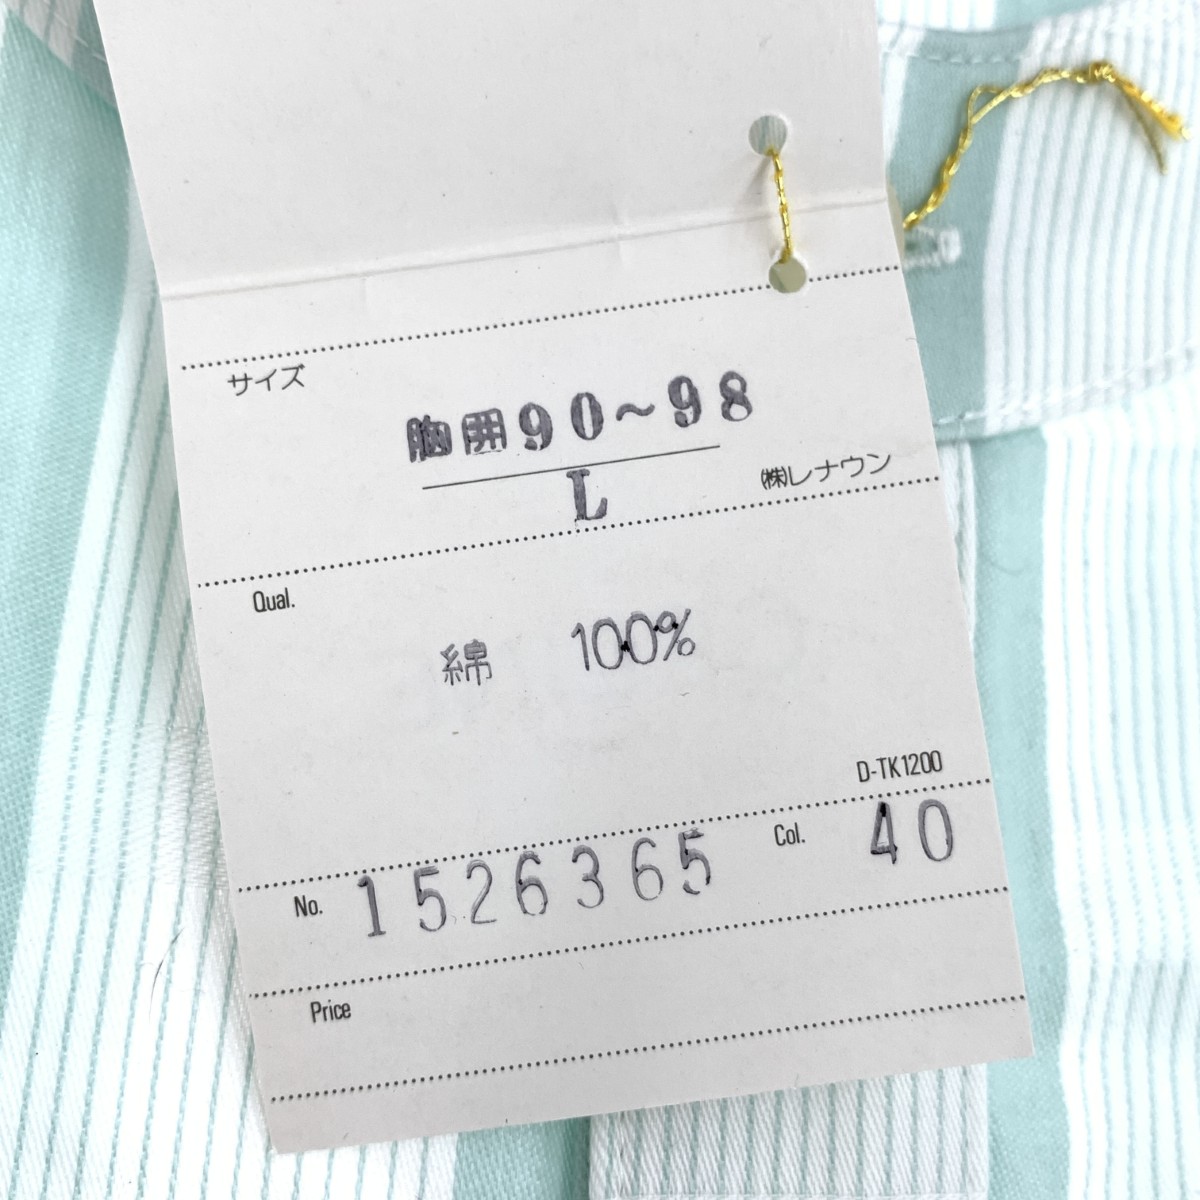 サイズ
胸囲90～98
L
㈱レナウン
Qual.
綿 100%
D-TK1200
No. 1526365 Col. 40
Price